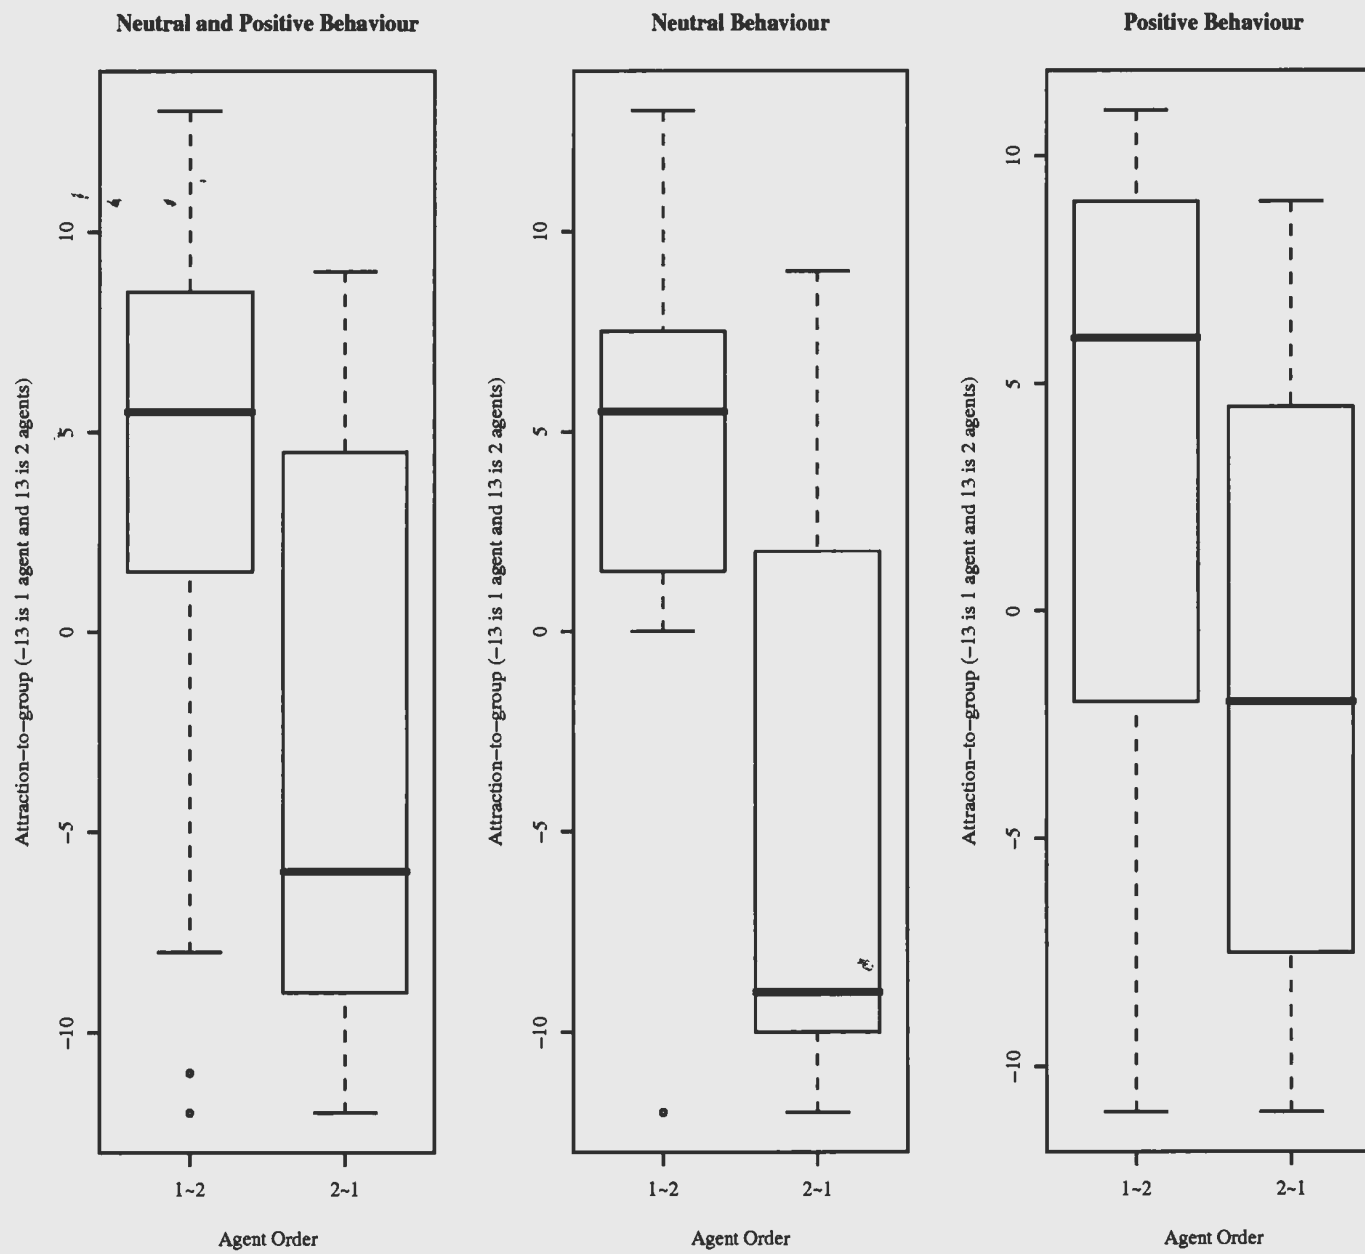 Neutral and Positive Behaviour
Attraction−to−group (−13 is 1 agent and 13 is 2 agents)
10
5
0
−5
−10
1~2
2~1
Agent Order
Neutral Behaviour
Attraction−to−group (−13 is 1 agent and 13 is 2 agents)
10
5
0
−5
−10
1~2
2~1
Agent Order
Positive Behaviour
Attraction−to−group (−13 is 1 agent and 13 is 2 agents)
10
5
0
−5
−10
1~2
2~1
Agent Order